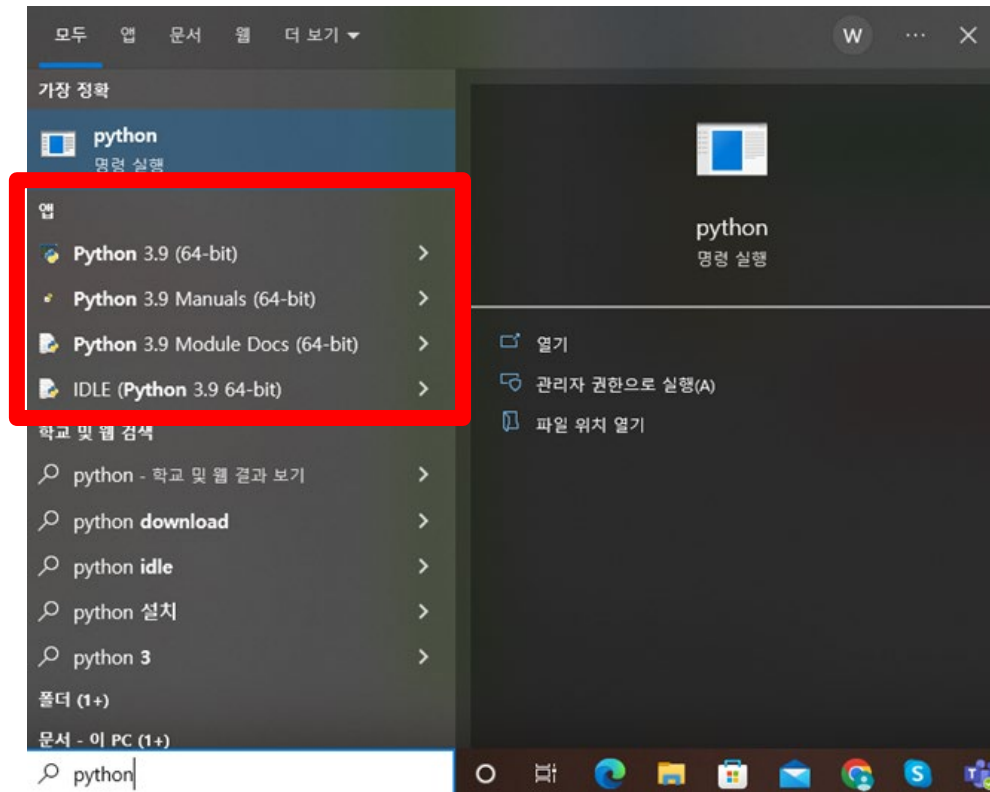 모두 앱 문서 웹 더 보기
W
가장 정확
python
명령 실행
앱
Python 3.9 (64-bit)
Python 3.9 Manuals (64-bit)
Python 3.9 Module Docs (64-bit)
IDLE (Python 3.9 64-bit)
학교 및 웹 검색
python - 학교 및 웹 결과 보기
python download
python idle
python 설치
python 3
폴더 (1+)
문서 - 이 PC (1+)
python
python
명령 실행
열기
관리자 권한으로 실행(A)
파일 위치 열기
S
T